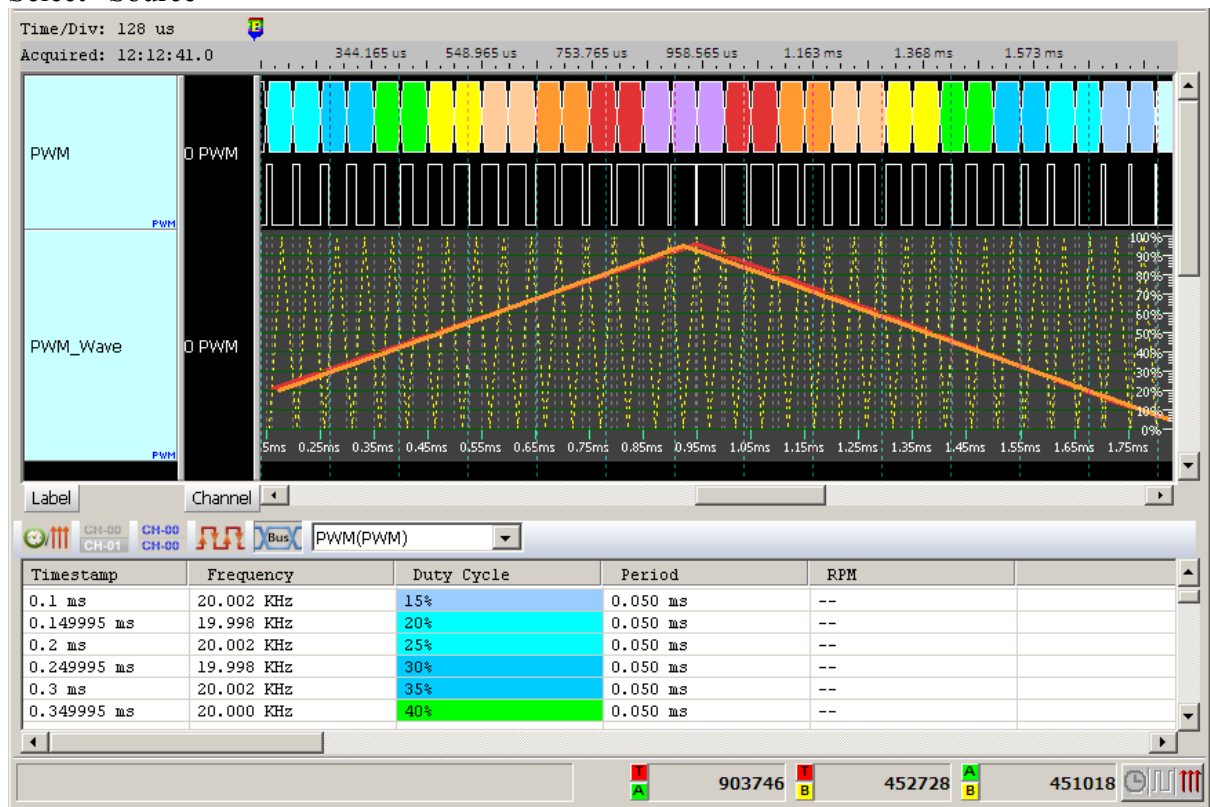 Time/Div: 128 us
Acquired: 12:12:41.0
344.165 us 548.965 us 753.765 us 958.565 us 1.163 ms 1.368 ms 1.573 ms
PWM
0 PWM
PWM
100%
90%
80%
70%
60%
50%
40%
30%
20%
10%
0%
PWM_Wave
0 PWM
5ms 0.25ms 0.35ms 0.45ms 0.55ms 0.65ms 0.75ms 0.85ms 0.95ms 1.05ms 1.15ms 1.25ms 1.35ms 1.45ms 1.55ms 1.65ms 1.75ms
PWM
Label Channel
CH-00 CH-01 CH-00 CH-00 Bus PWM(PWM)
Timestamp Frequency Duty Cycle Period RPM
0.1 ms 20.002 KHz 15% 0.050 ms --
0.149995 ms 19.998 KHz 20% 0.050 ms --
0.2 ms 20.002 KHz 25% 0.050 ms --
0.249995 ms 19.998 KHz 30% 0.050 ms --
0.3 ms 20.002 KHz 35% 0.050 ms --
0.349995 ms 20.000 KHz 40% 0.050 ms --
T A 903746 T B 452728 A B 451018